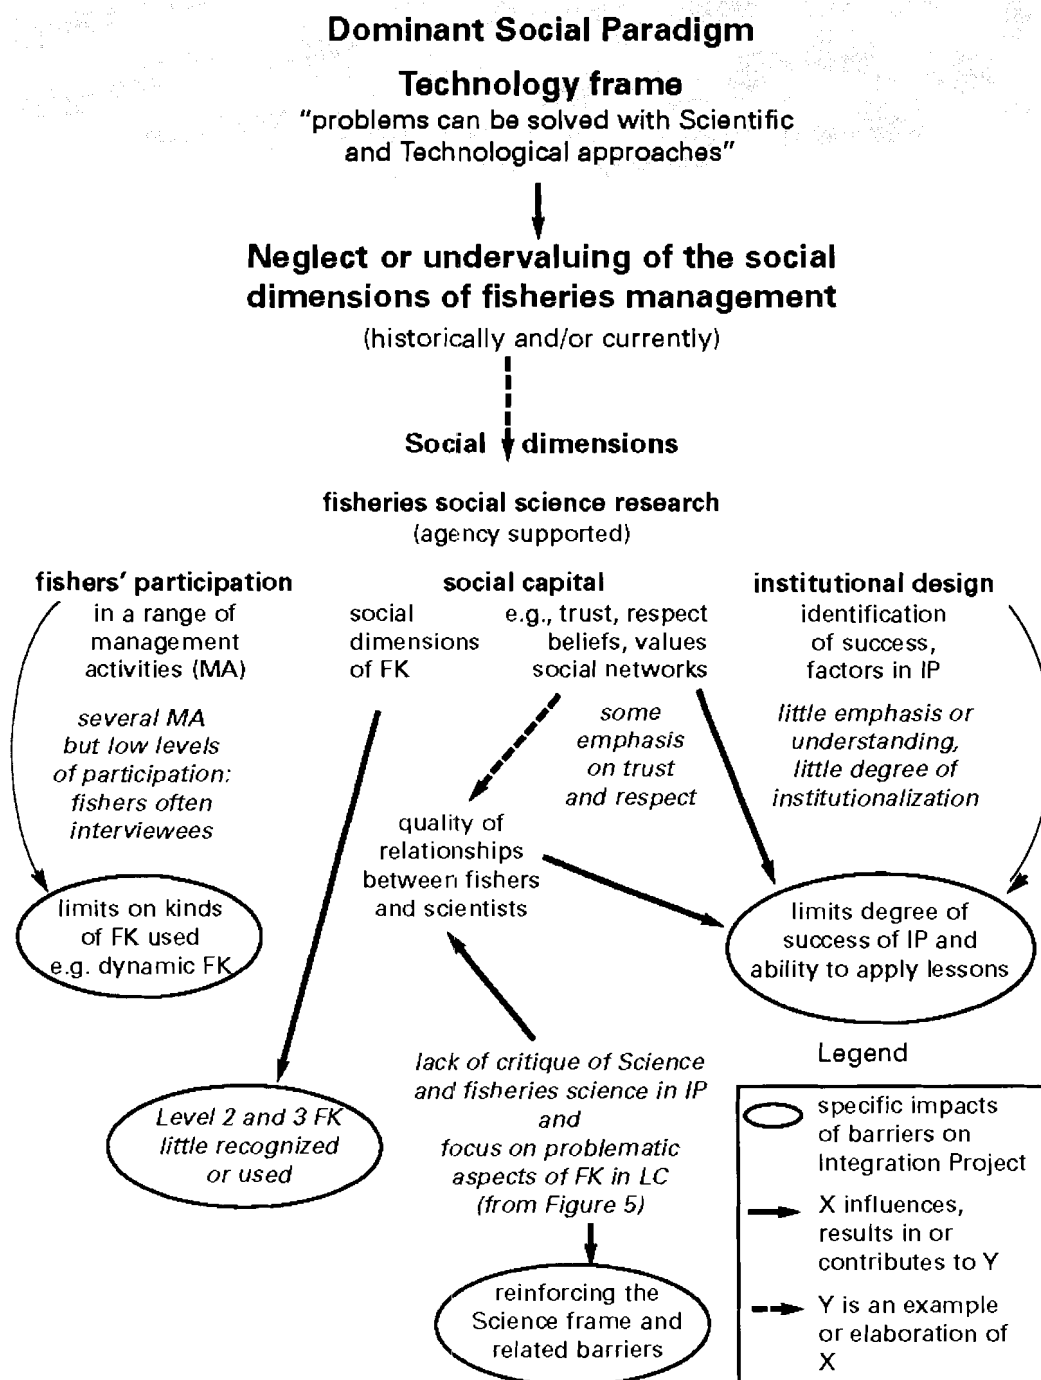 Dominant Social Paradigm
Technology frame
"problems can be solved with Scientific
and Technological approaches"
Neglect or undervaluing of the social
dimensions of fisheries management
(historically and/or currently)
Social dimensions
fisheries social science research
(agency supported)
fishers' participation
in a range of
management
activities (MA)
several MA
but low levels
of participation:
fishers often
interviewees
limits on kinds
of FK used
e.g. dynamic FK
social capital
social
dimensions
of FK
e.g., trust, respect
beliefs, values
social networks
some
emphasis
on trust
and respect
quality of
relationships
between fishers
and scientists
institutional design
identification
of success,
factors in IP
little emphasis or
understanding,
little degree of
institutionalization
limits degree of
success of IP and
ability to apply lessons
Level 2 and 3 FK
little recognized
or used
lack of critique of Science
and fisheries science in IP
and
focus on problematic
aspects of FK in LC
(from Figure 5)
reinforcing the
Science frame and
related barriers
Legend
specific impacts
of barriers on
Integration Project
X influences,
results in or
contributes to Y
Y is an example
or elaboration of
X